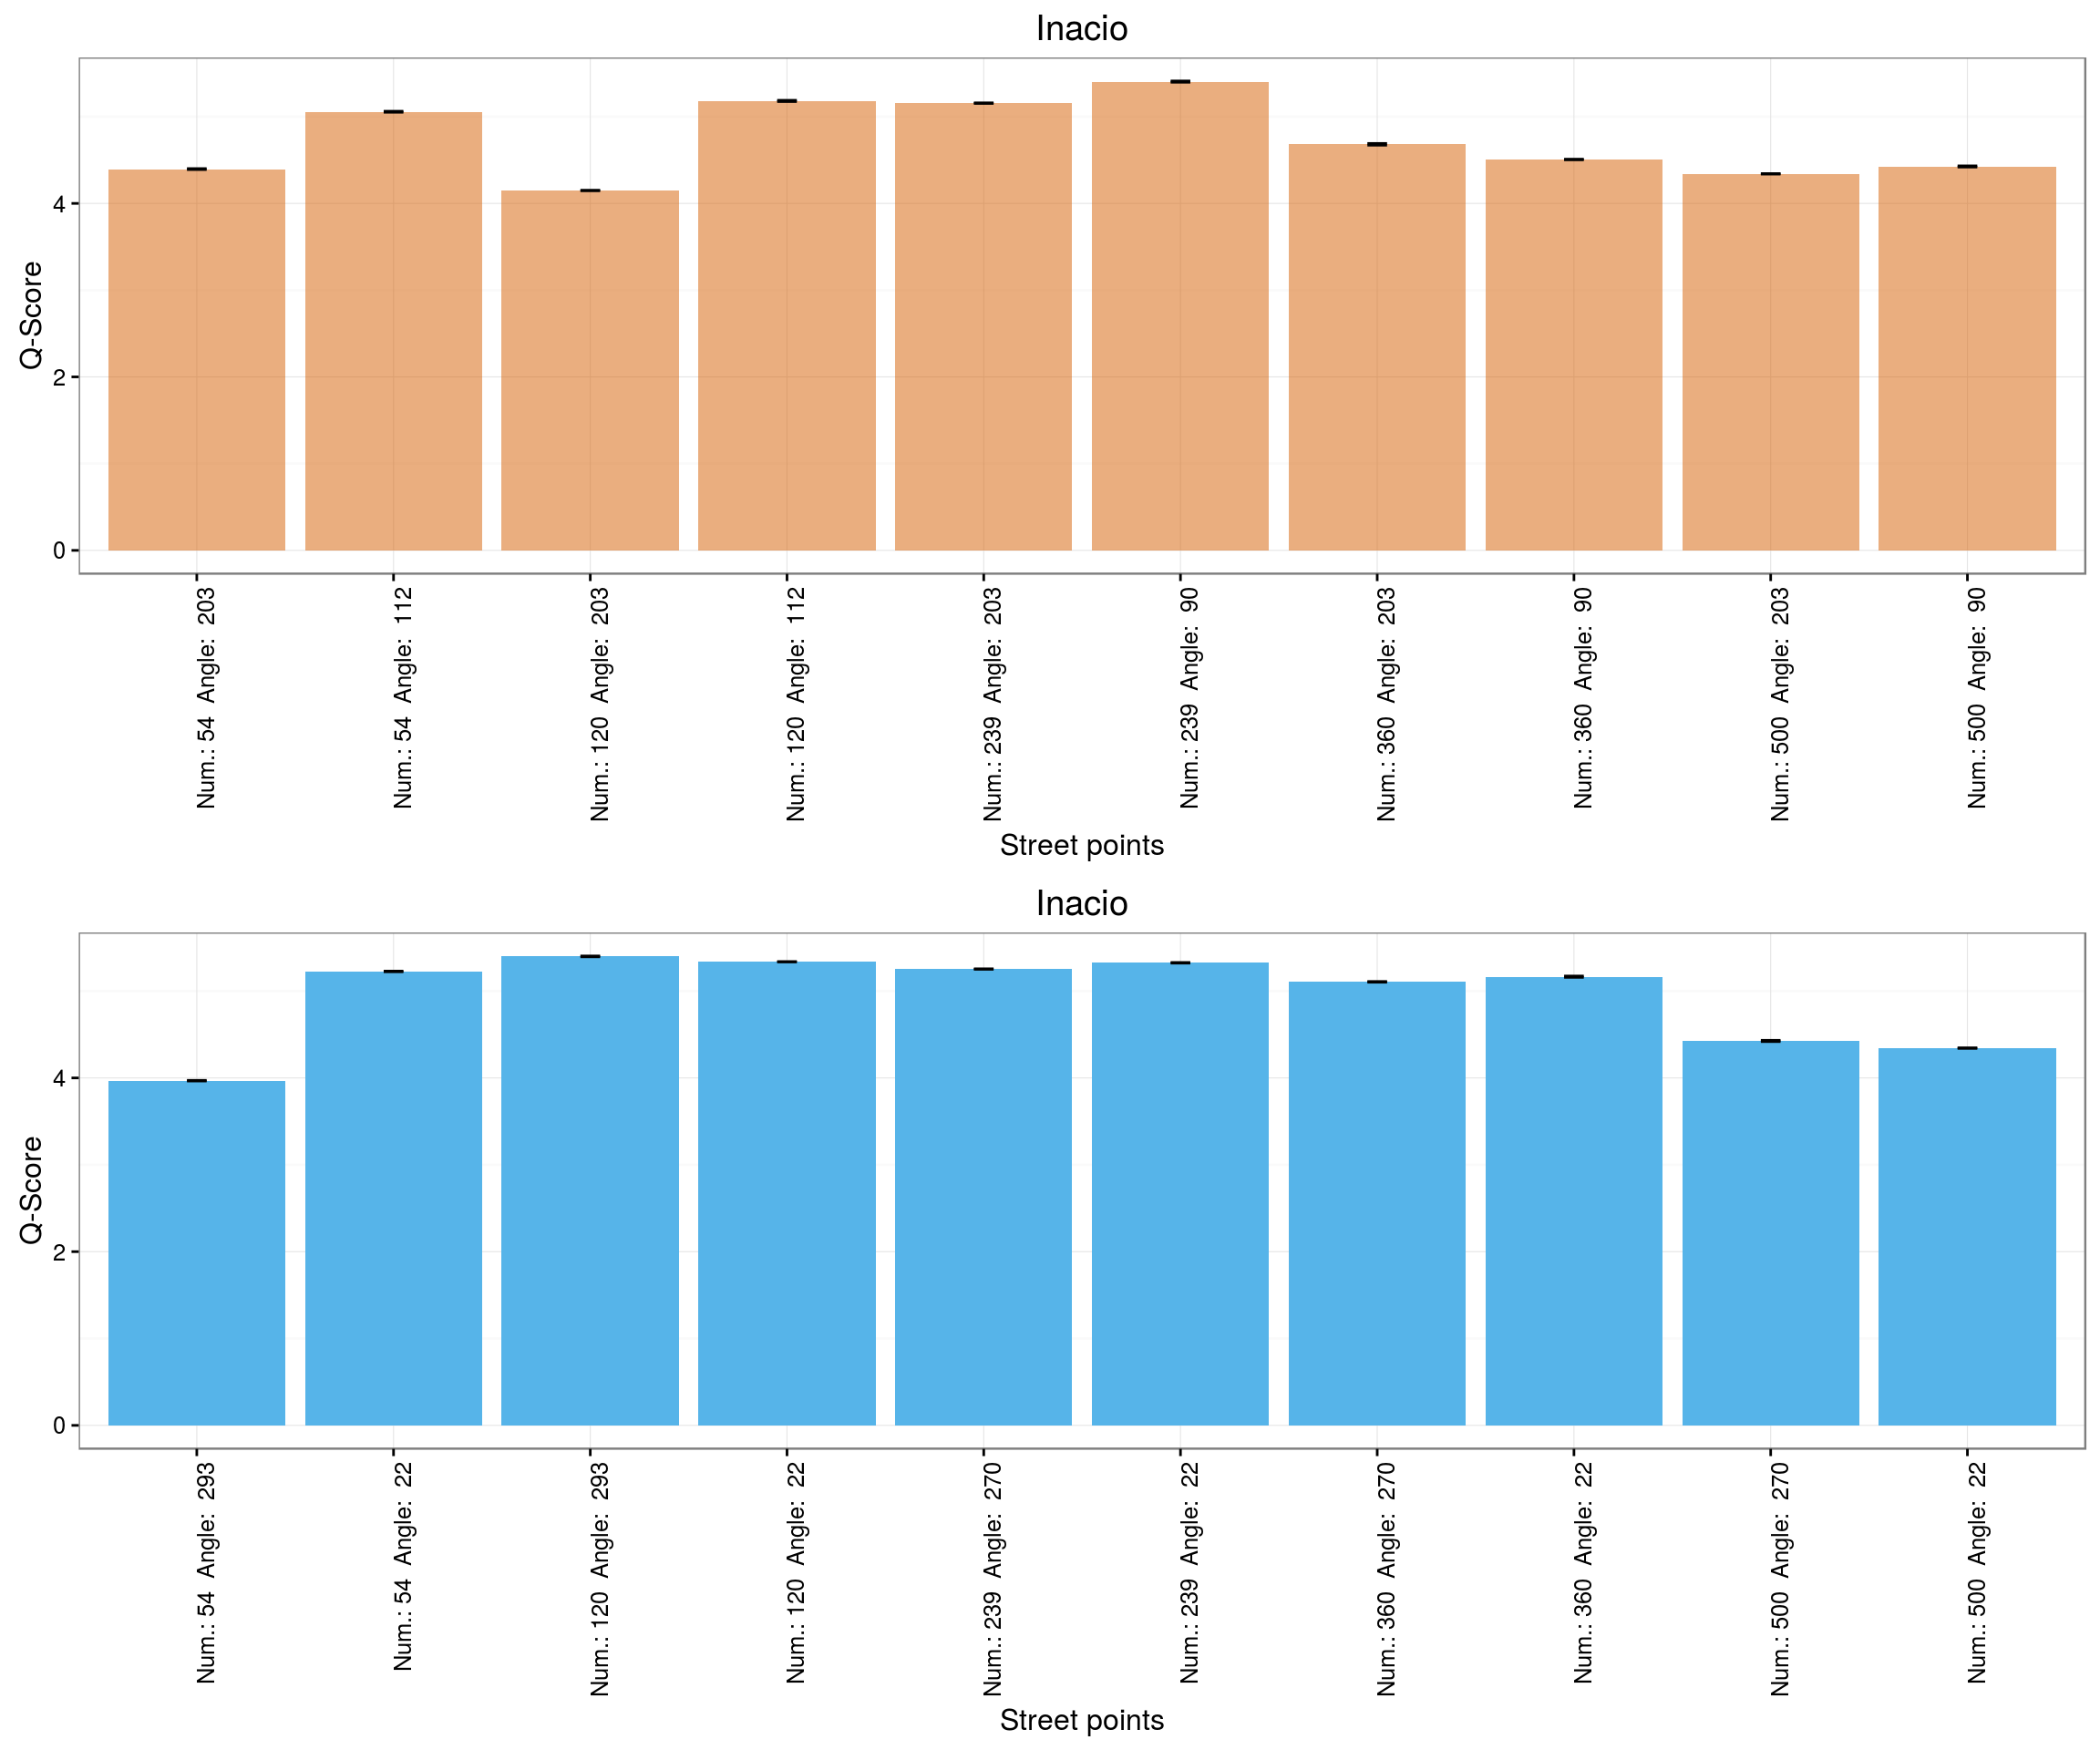 Inacio
Q-Score
4
2
0
Num.: 54  Angle:  203
Num.: 54  Angle:  112
Num.: 120  Angle:  203
Num.: 120  Angle:  112
Num.: 239  Angle:  203
Num.: 239  Angle:  90
Num.: 360  Angle:  203
Num.: 360  Angle:  90
Num.: 500  Angle:  203
Num.: 500  Angle:  90
Street points
Inacio
Q-Score
4
2
0
Num.: 54  Angle:  293
Num.: 54  Angle:  22
Num.: 120  Angle:  293
Num.: 120  Angle:  22
Num.: 239  Angle:  270
Num.: 239  Angle:  22
Num.: 360  Angle:  270
Num.: 360  Angle:  22
Num.: 500  Angle:  270
Num.: 500  Angle:  22
Street points